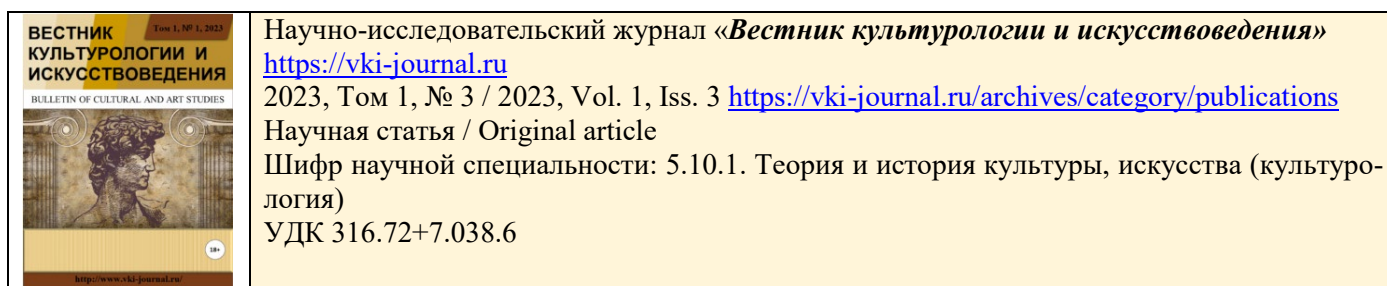 ВЕСТНИК
Том 1, № 1, 2023
КУЛЬТУРОЛОГИИ И
ИСКУССТВОВЕДЕНИЯ
BULLETIN OF CULTURAL AND ART STUDIES
18+
http://www.vki-journal.ru/
Научно-исследовательский журнал «Вестник культурологии и искусствоведения»
https://vki-journal.ru
2023, Том 1, № 3 / 2023, Vol. 1, Iss. 3 https://vki-journal.ru/archives/category/publications
Научная статья / Original article
Шифр научной специальности: 5.10.1. Теория и история культуры, искусства (культуро-
логия)
УДК 316.72+7.038.6